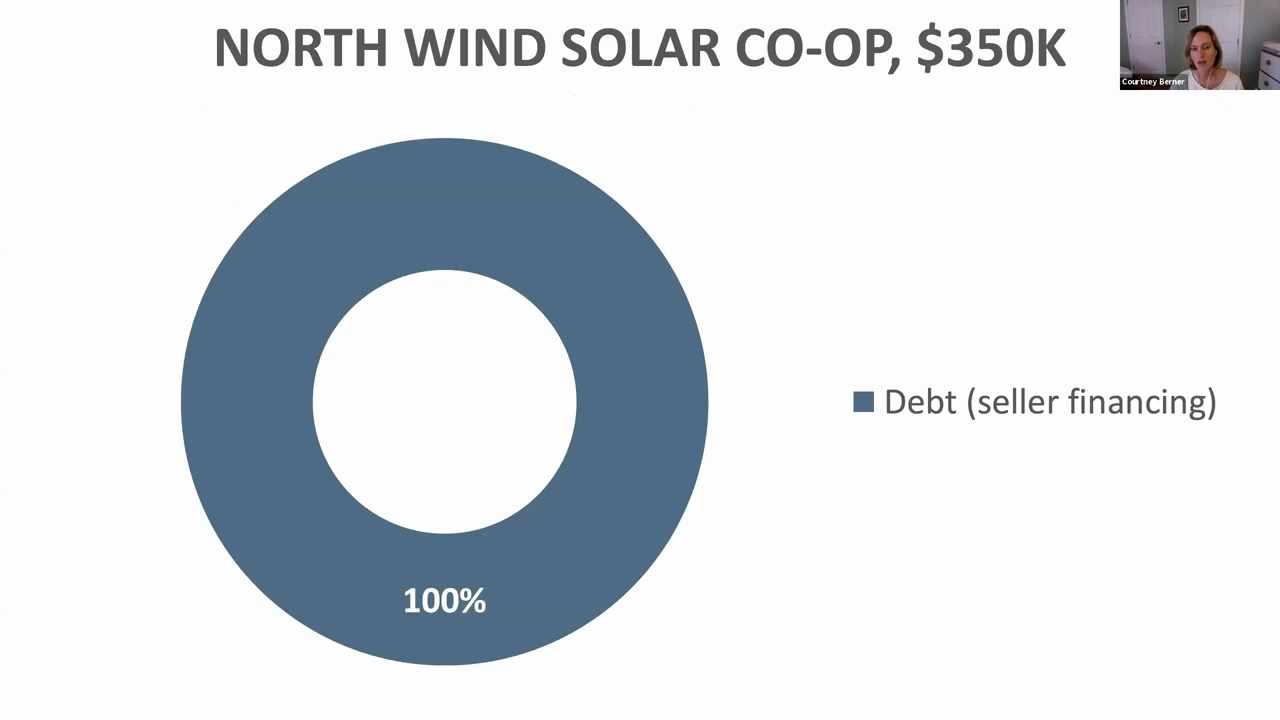 NORTH WIND SOLAR CO-OP, $350K
Courtney Berner
Debt (seller financing)
100%